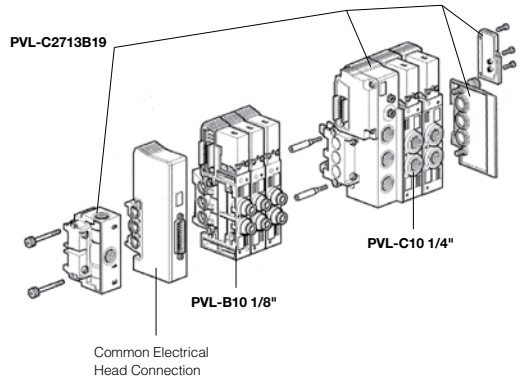 PVL-C2713B19
PVL-C10 1/4"
PVL-B10 1/8"
Common Electrical
Head Connection